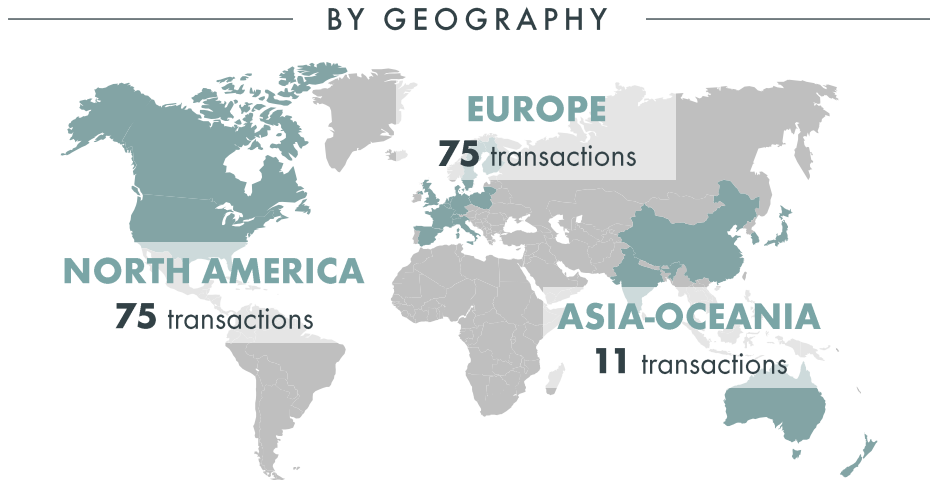 BY GEOGRAPHY
EUROPE
75 transactions
NORTH AMERICA
75 transactions
ASIA-OCEANIA
11 transactions